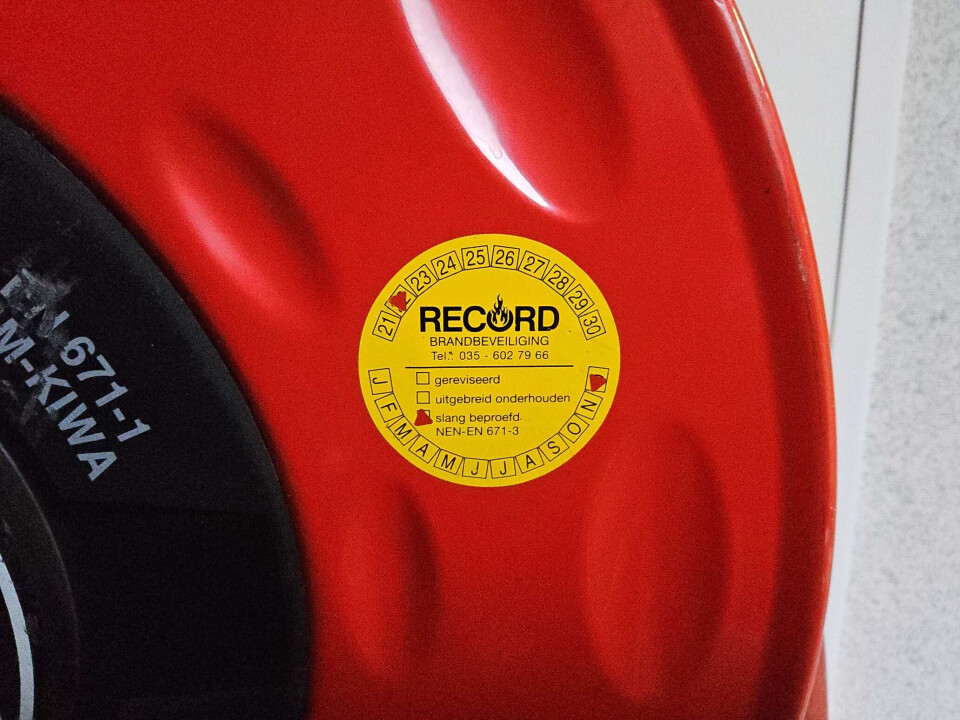 EN 671-1
M-KIWA
21 23 24 25 26 27 28 29 30
RECORD
BRANDBEVEILIGING
Tel.: 035 - 602 79 66
gereviseerd
uitgebreid onderhouden
slang beproefd
NEN-EN 671-3
J F M A M J J A S O N